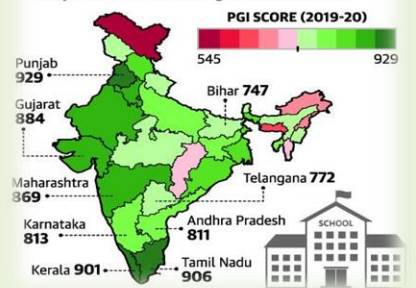 PGI SCORE (2019-20)
545
929
Punjab
929
Gujarat
884
Bihar 747
Maharashtra
869
Telangana 772
Karnataka
813
Andhra Pradesh
811
SCHOOL
Kerala 901
Tamil Nadu
906